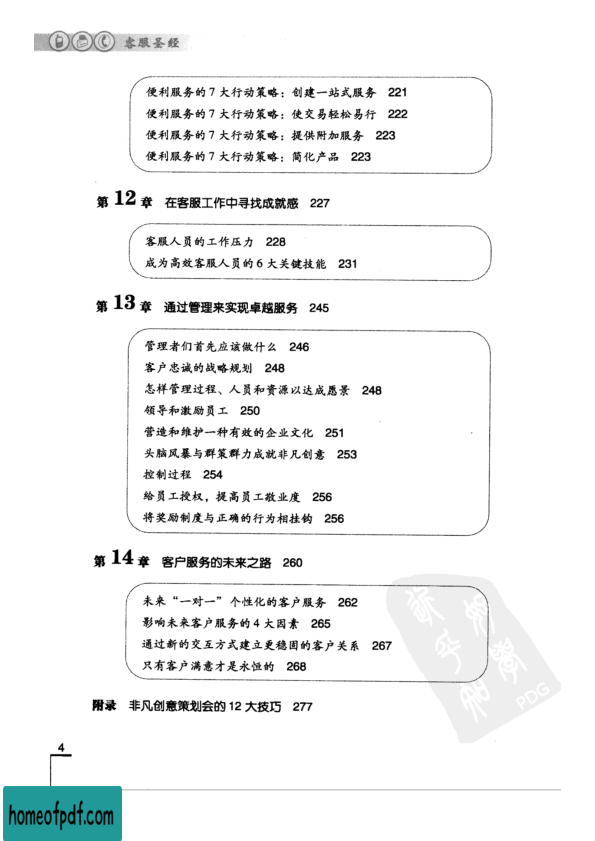 客服圣经
便利服务的7大行动策略：创建一站式服务 221
便利服务的7大行动策略：使交易轻松易行 222
便利服务的7大行动策略：提供附加服务 223
便利服务的7大行动策略：简化产品 223
第12章 在客服工作中寻找成就感 227
客服人员的工作压力 228
成为高效客服人员的6大关键技能 231
第13章 通过管理来实现卓越服务 245
管理者们首先应该做什么 246
客户忠诚的战略规划 248
怎样管理过程、人员和资源以达成愿景 248
领导和激励员工 250
营造和维护一种有效的企业文化 251
头脑风暴与群策群力成就非凡创意 253
控制过程 254
给员工授权，提高员工敬业度 256
将奖励制度与正确的行为相挂钩 256
第14章 客户服务的未来之路 260
未来“一对一”个性化的客户服务 262
影响未来客户服务的4大因素 265
通过新的交互方式建立更稳固的客户关系 267
只有客户满意才是永恒的 268
附录 非凡创意策划会的12大技巧 277
PDG
4
homeofpdf.com